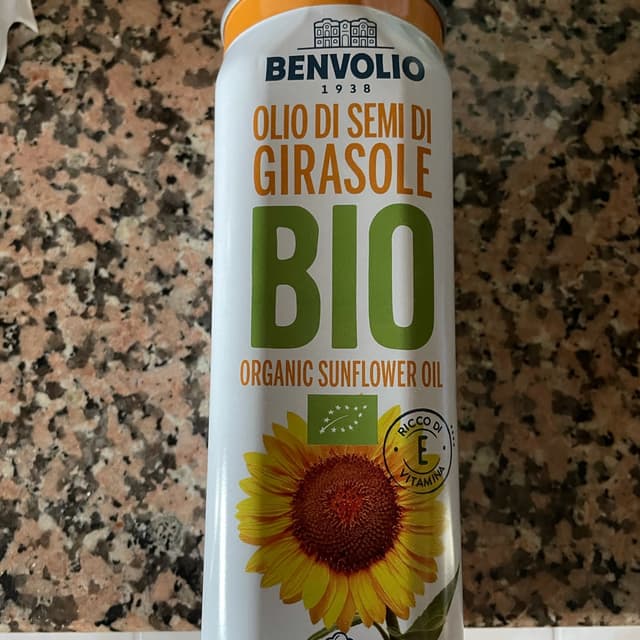 BENVOLIO
1938
OLIO DI SEMI DI
GIRASOLE
BIO
ORGANIC SUNFLOWER OIL
RICCO DI
E
VITAMINA